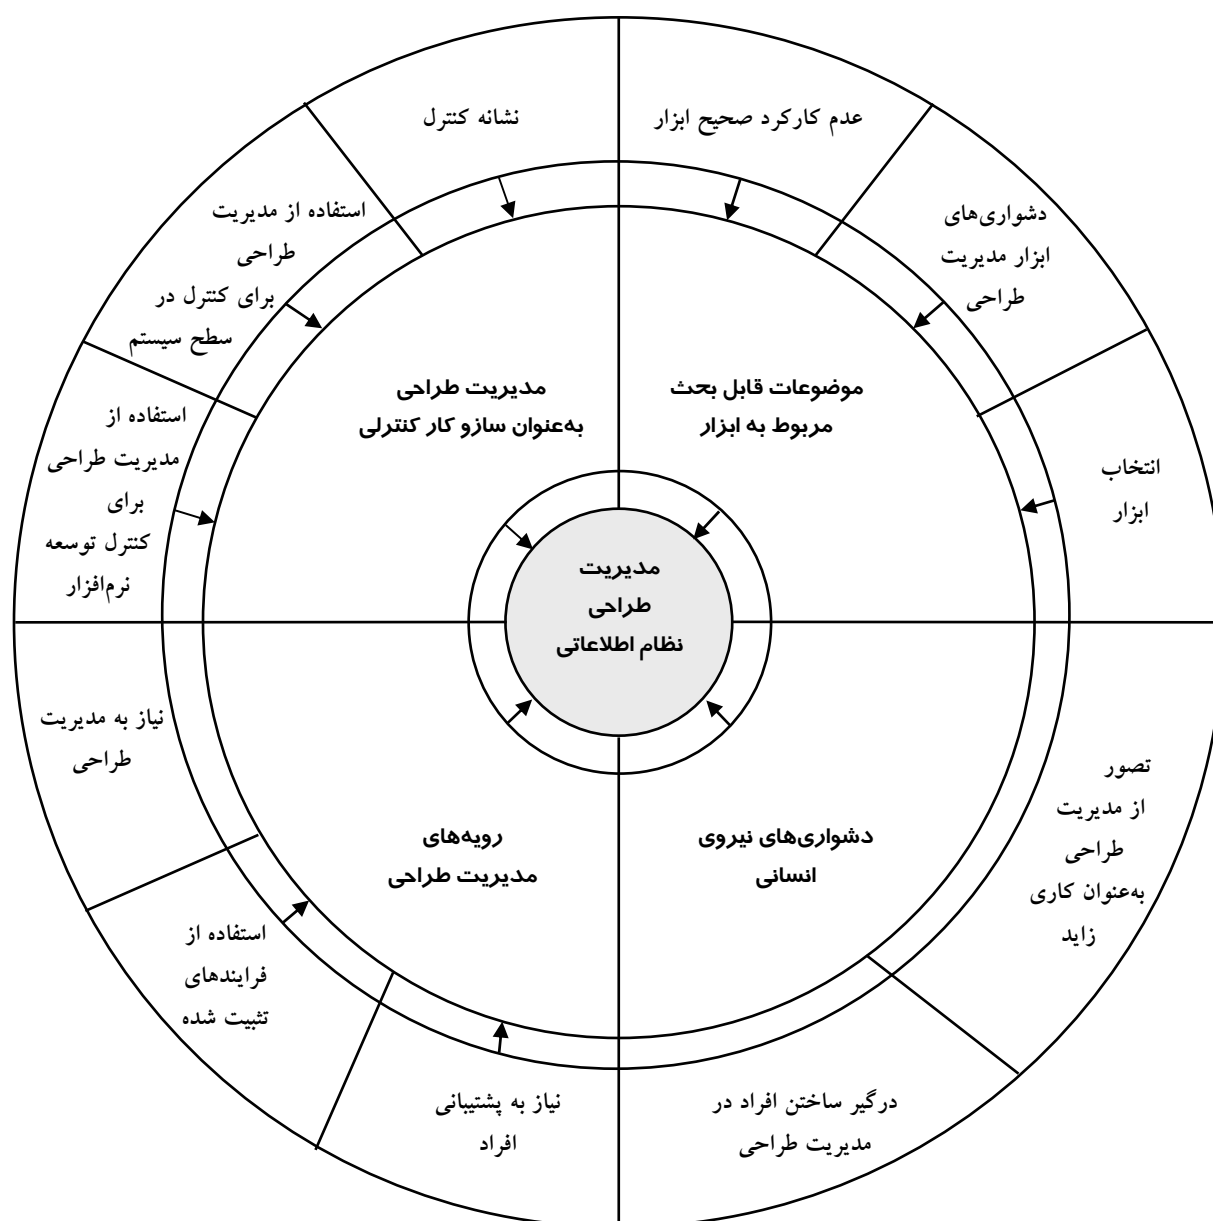 نشانه کنترل
عدم کارکرد صحیح ابزار
دشواری‌های
ابزار مدیریت
طراحی
استفاده از مدیریت
طراحی
برای کنترل در
سطح سیستم
استفاده از
مدیریت طراحی
برای
کنترل توسعه
نرم‌افزار
مدیریت طراحی
به‌عنوان سازو کار کنترلی
موضوعات قابل بحث
مربوط به ابزار
انتخاب
ابزار
مدیریت
طراحی
نظام اطلاعاتی
نیاز به مدیریت
طراحی
رویه‌های
مدیریت طراحی
دشواری‌های نیروی
انسانی
تصور
از مدیریت
طراحی
به‌عنوان کاری
زاید
استفاده از
فرایندهای
تثبیت شده
نیاز به پشتیبانی
افراد
درگیر ساختن افراد در
مدیریت طراحی